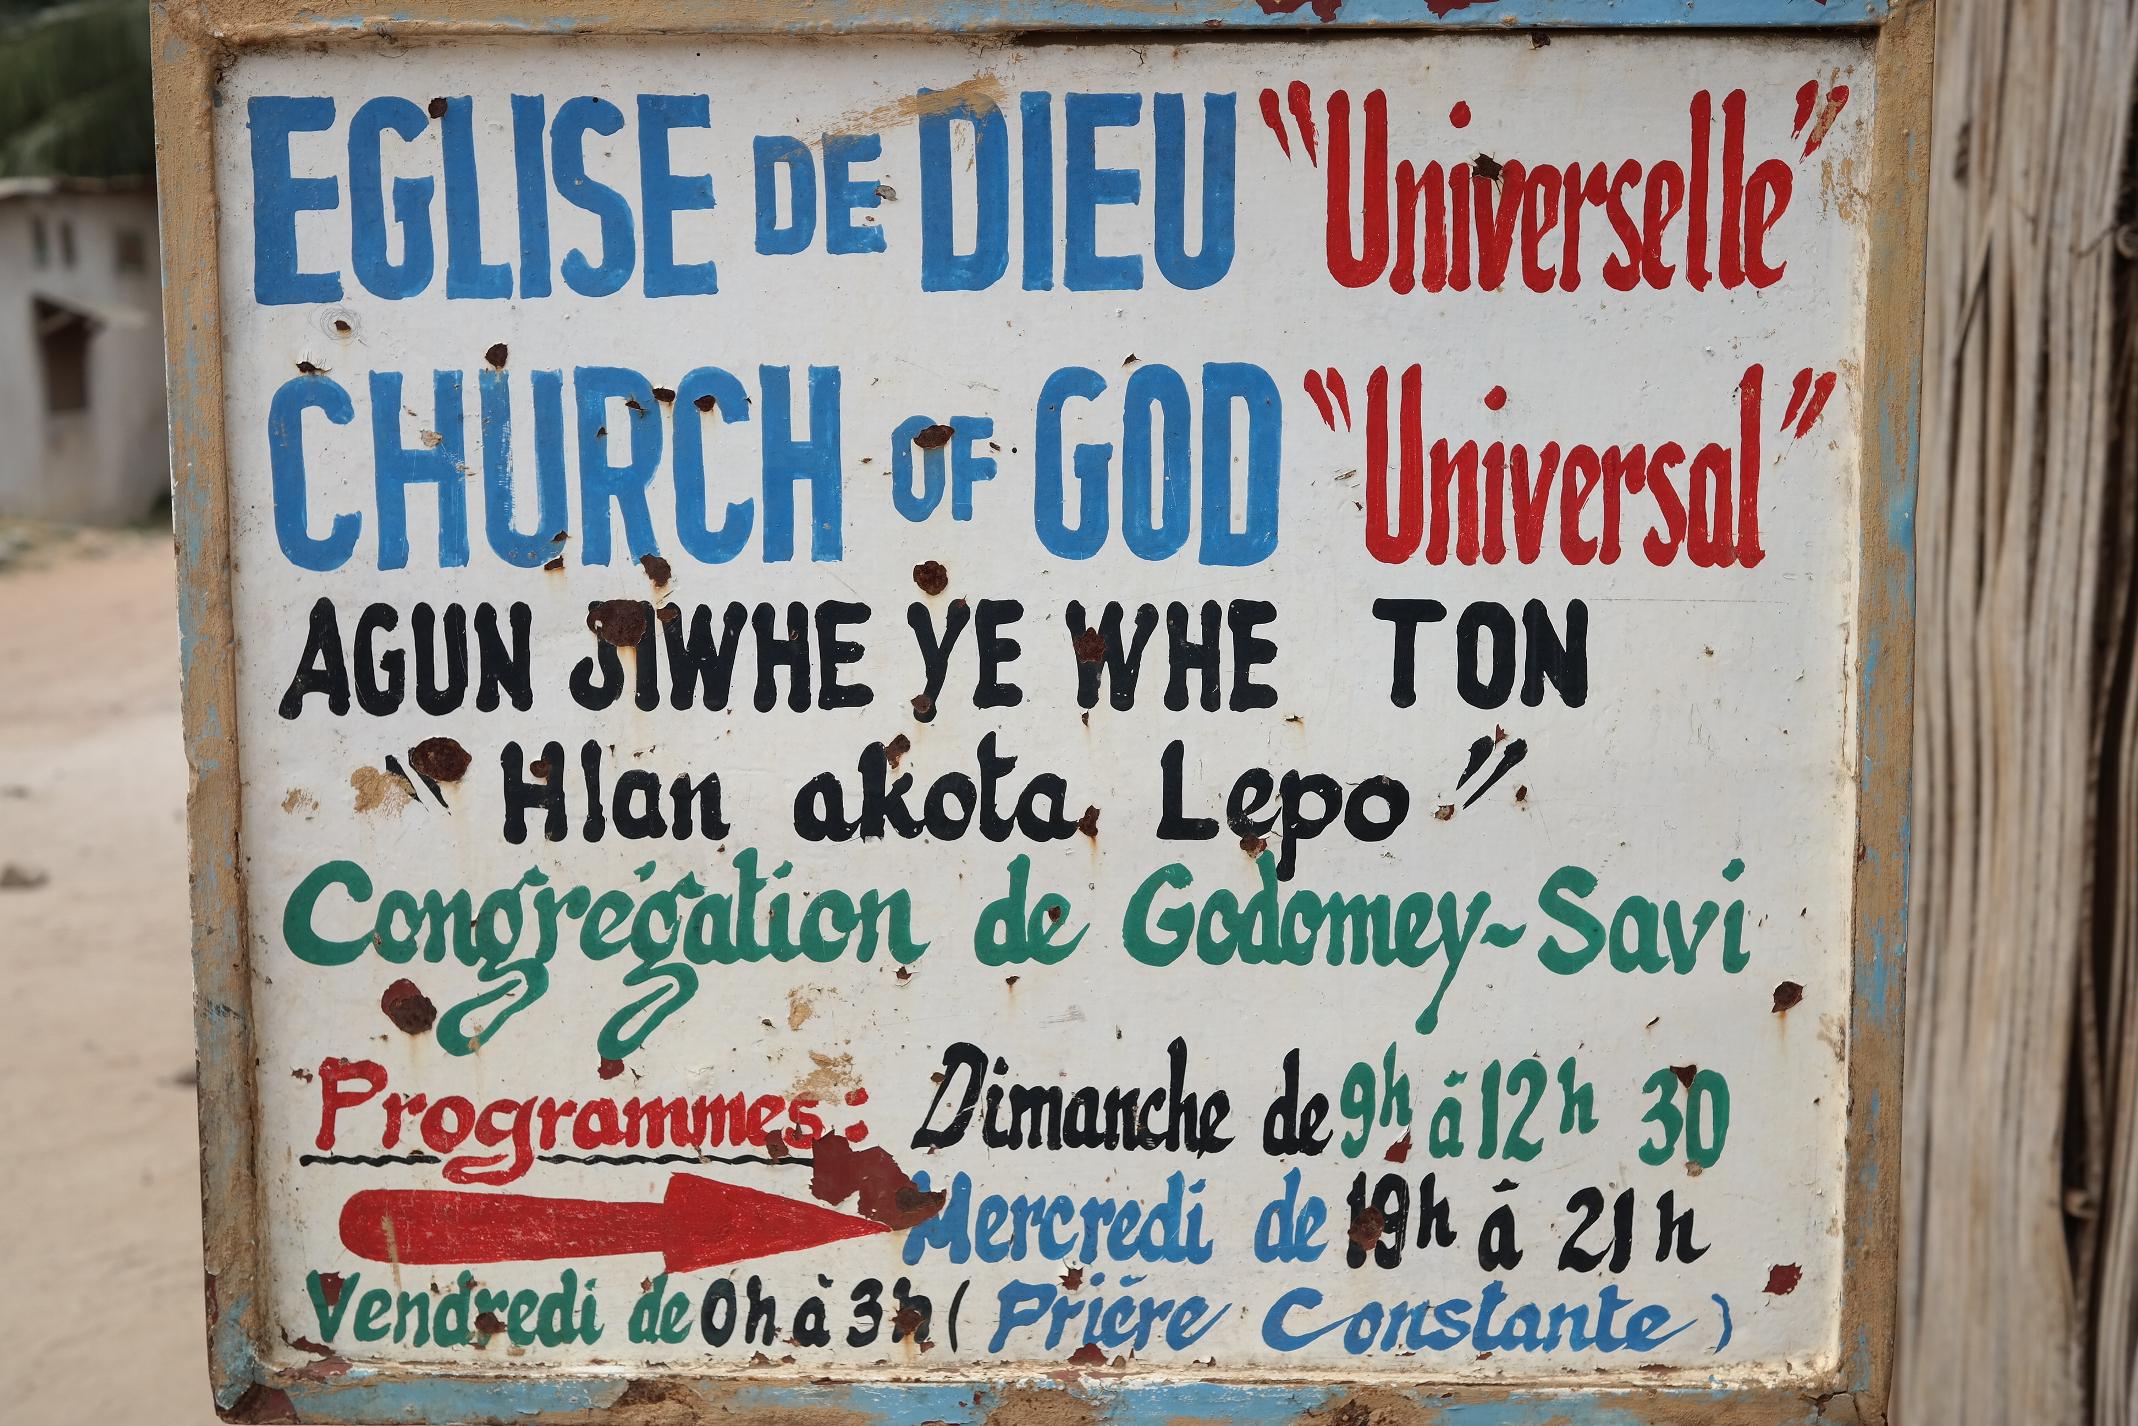 EGLISE DE DIEU "Universelle"
CHURCH OF GOD "Universal"
AGUN JIWHE YE WHE TON
"Hlan akota Lepo"
Congrégation de Godomey-Savi
Programmes: Dimanche de 9h à 12h 30
Mercredi de 19h à 21h
Vendredi de 0h à 3h (Prière Constante)